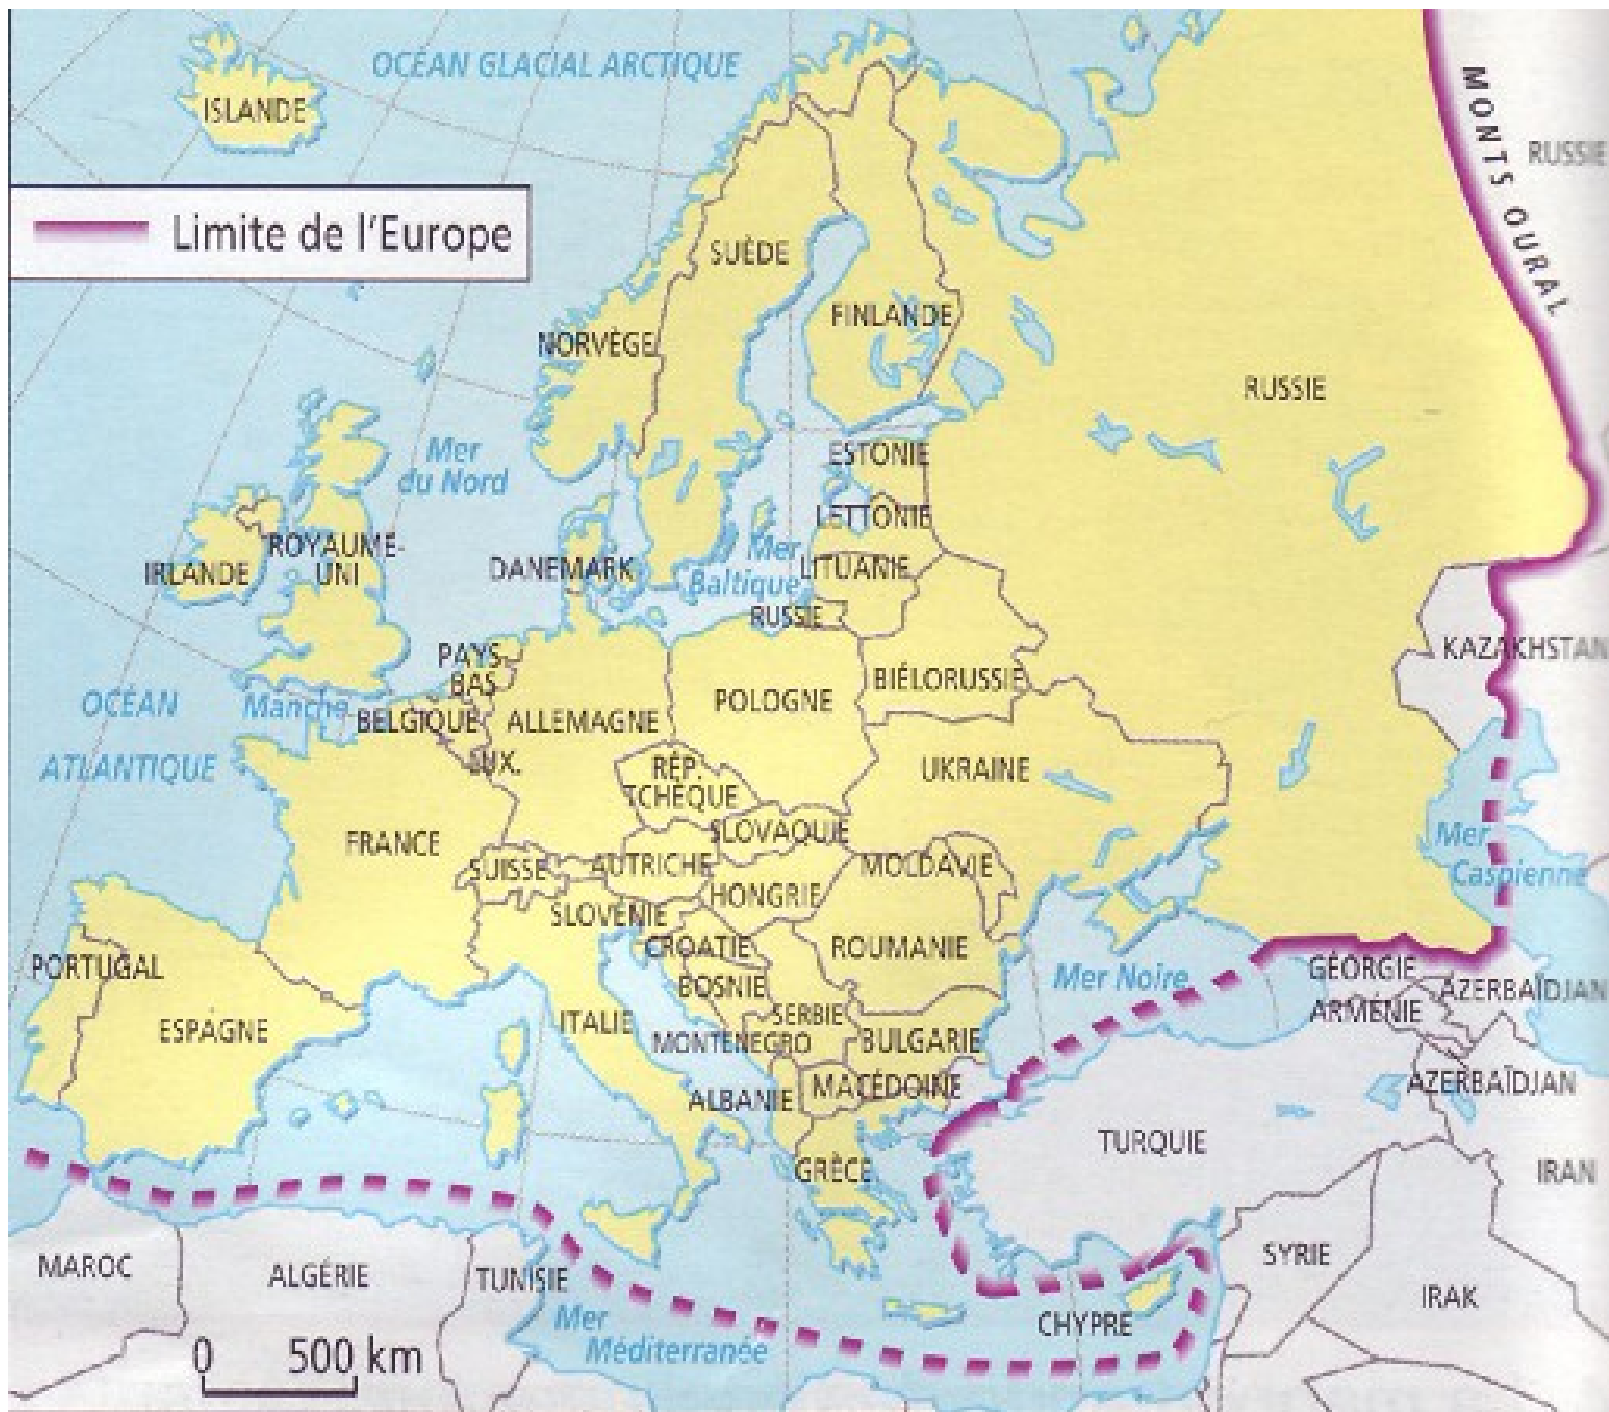 OCÉAN GLACIAL ARCTIQUE
ISLANDE
MONTS OURAL
RUSSIE
Limite de l'Europe
SUÈDE
FINLANDE
NORVÈGE
RUSSIE
Mer
du Nord
ESTONIE
LETTONIE
ROYAUME-
UNI
IRLANDE
DANEMARK
Mer
Baltique
LITUANIE
RUSSIE
KAZAKHSTAN
PAYS-
BAS
BIÉLORUSSIE
OCÉAN
ATLANTIQUE
Manche
BELGIQUE
ALLEMAGNE
POLOGNE
LUX.
RÉP.
TCHÈQUE
UKRAINE
SLOVAQUIE
FRANCE
SUISSE
AUTRICHE
MOLDAVIE
Mer
Caspienne
HONGRIE
SLOVÉNIE
CROATIE
ROUMANIE
PORTUGAL
BOSNIE
Mer Noire
GÉORGIE
AZERBAÏDJAN
ARMÉNIE
ESPAGNE
ITALIE
SERBIE
MONTÉNÉGRO
BULGARIE
ALBANIE
MACÉDOINE
AZERBAÏDJAN
TURQUIE
GRÈCE
IRAN
MAROC
ALGÉRIE
TUNISIE
SYRIE
IRAK
CHYPRE
Mer
Méditerranée
0 500 km